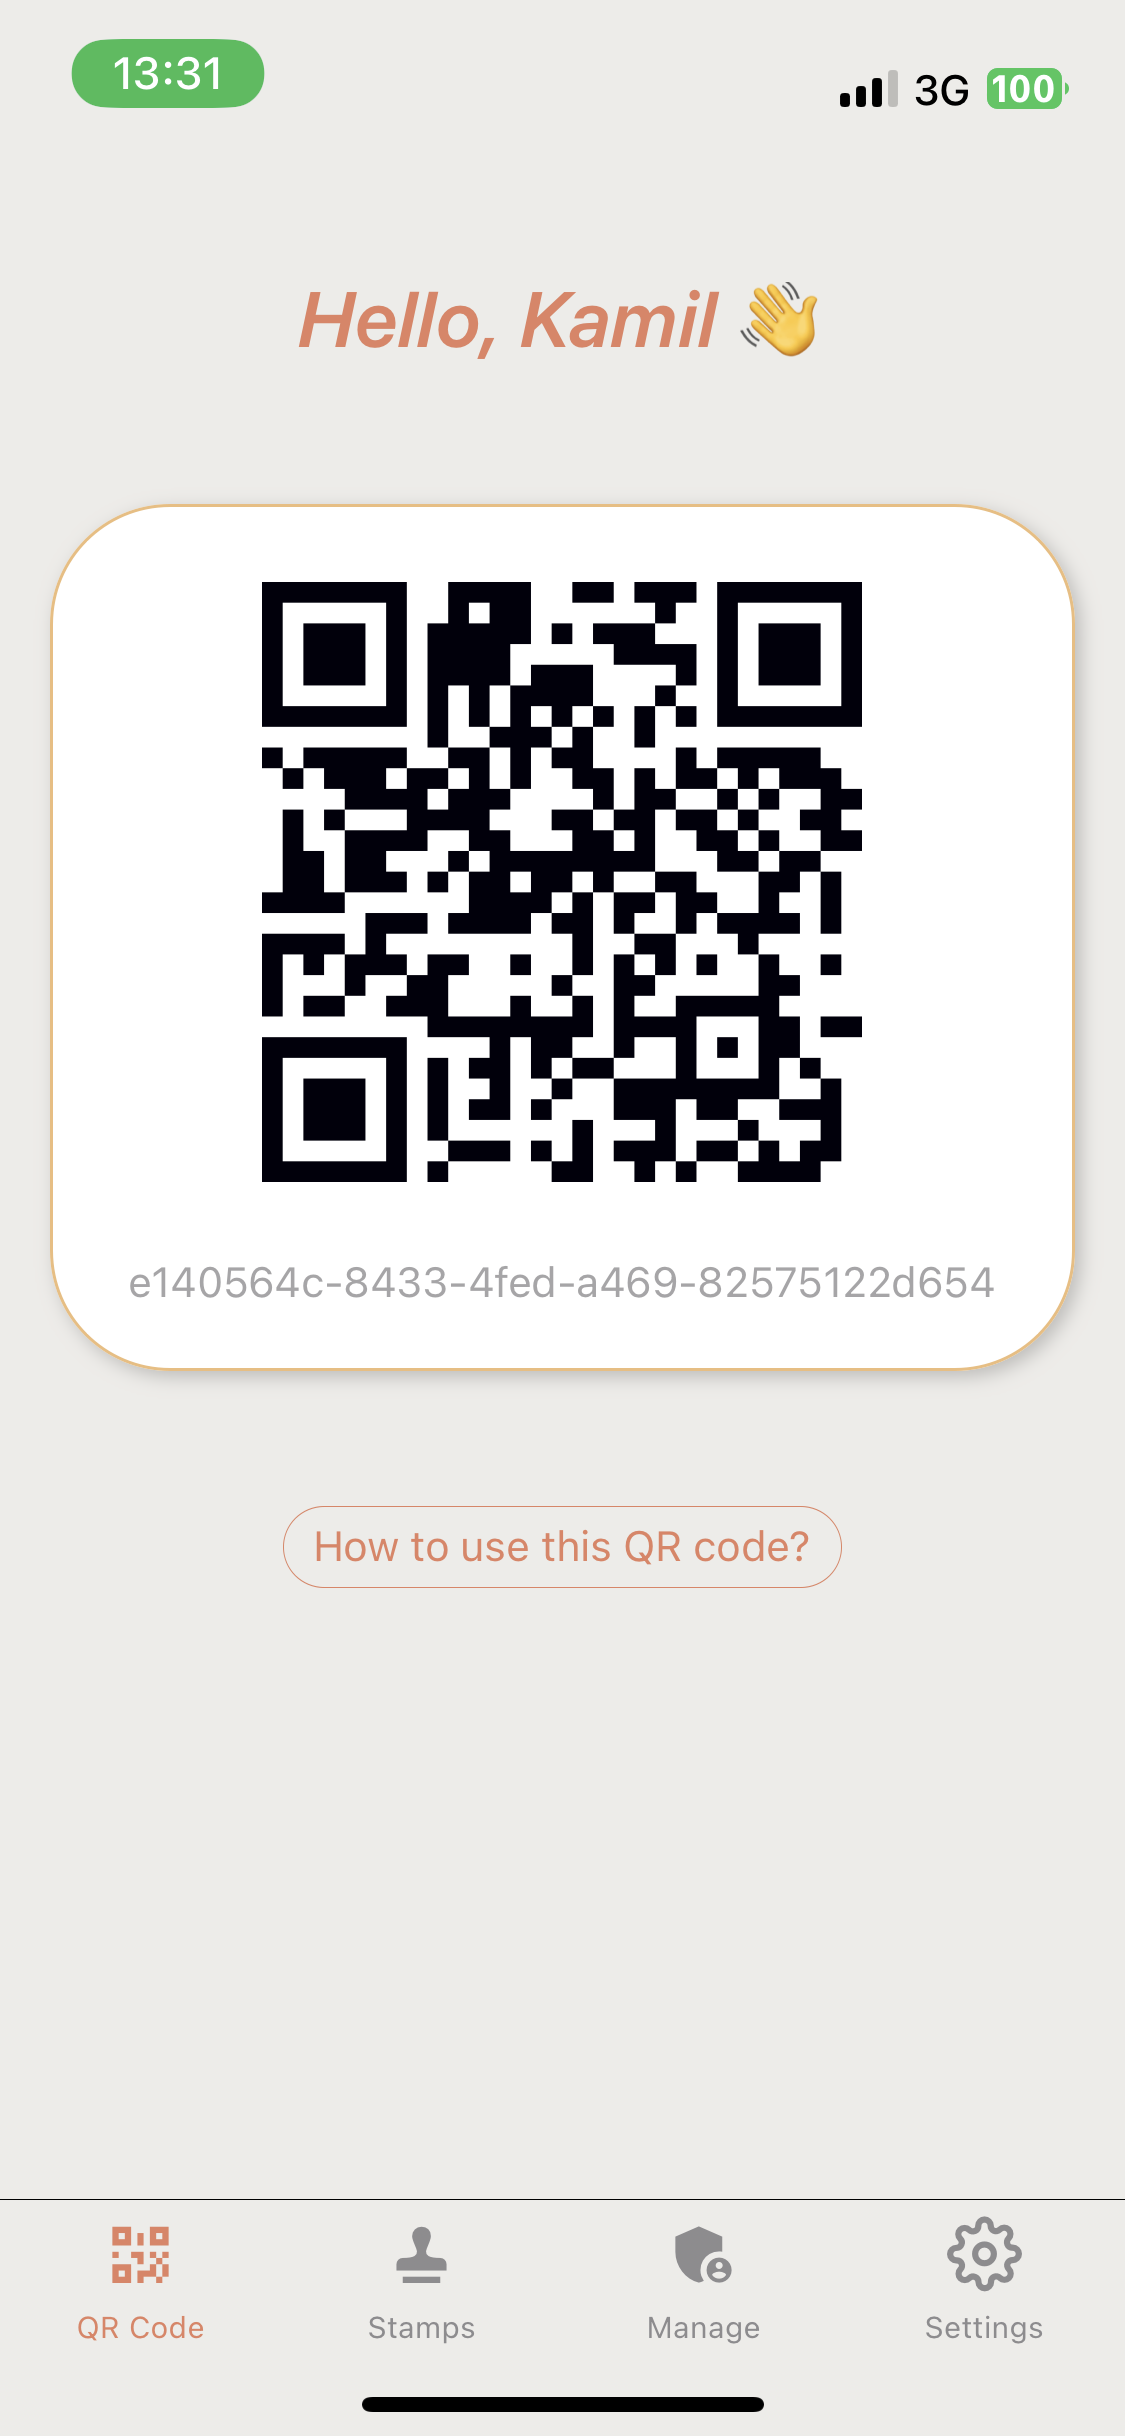 13:31
3G 100
Hello, Kamil 👋
e140564c-8433-4fed-a469-82575122d654
How to use this QR code?
QR Code Stamps Manage Settings